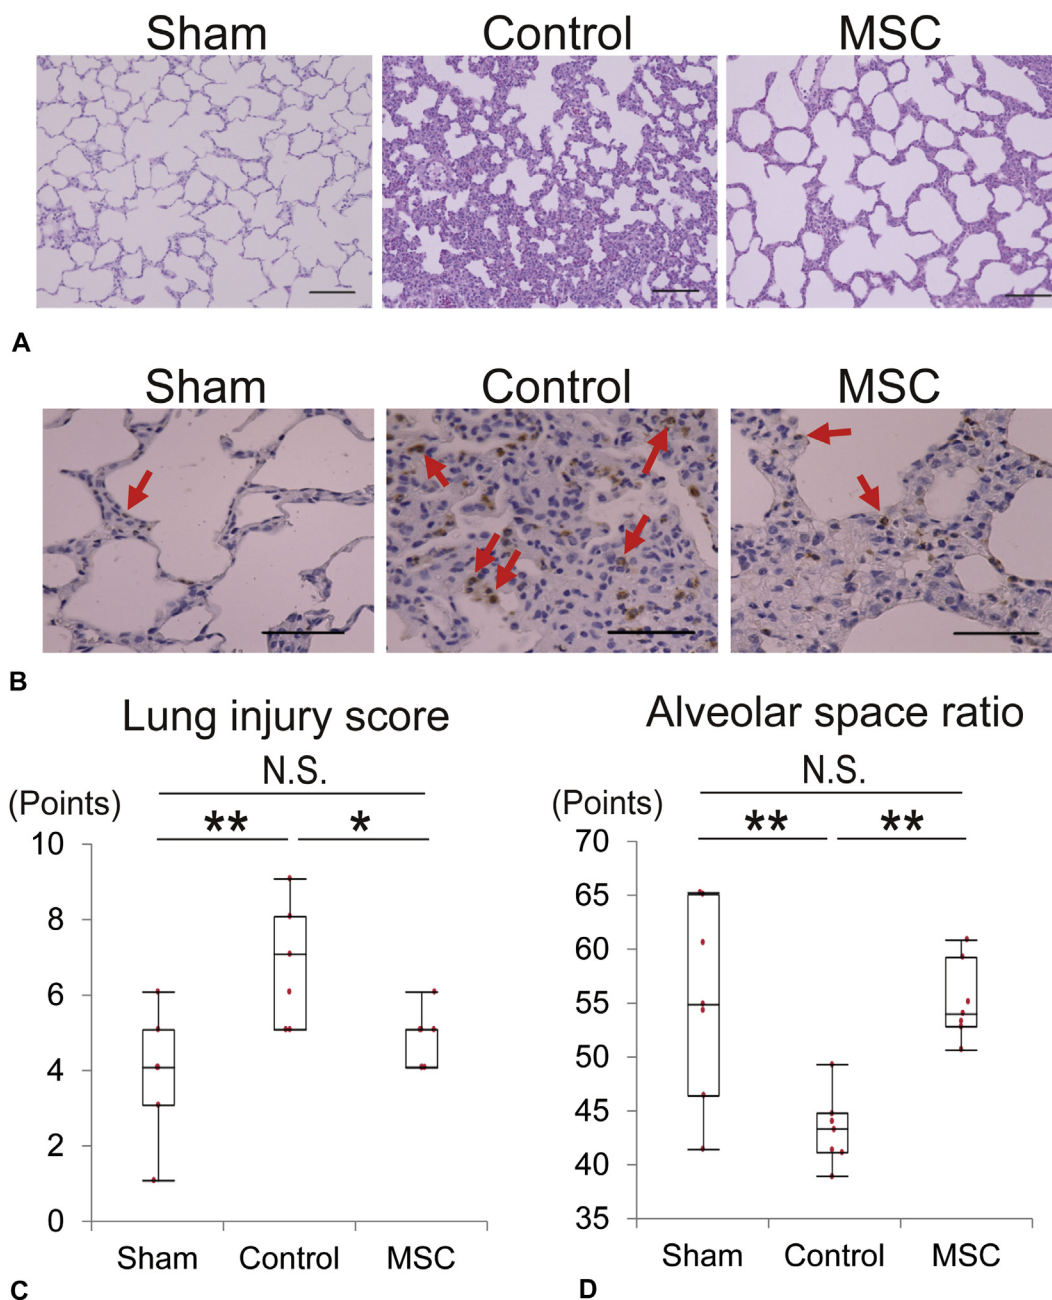 Sham Control MSC
A
Sham Control MSC
B
Lung injury score
N.S.
(Points)
** *
10
8
6
4
2
0
Sham Control MSC
C
Alveolar space ratio
N.S.
(Points)
** **
70
65
60
55
50
45
40
35
Sham Control MSC
D